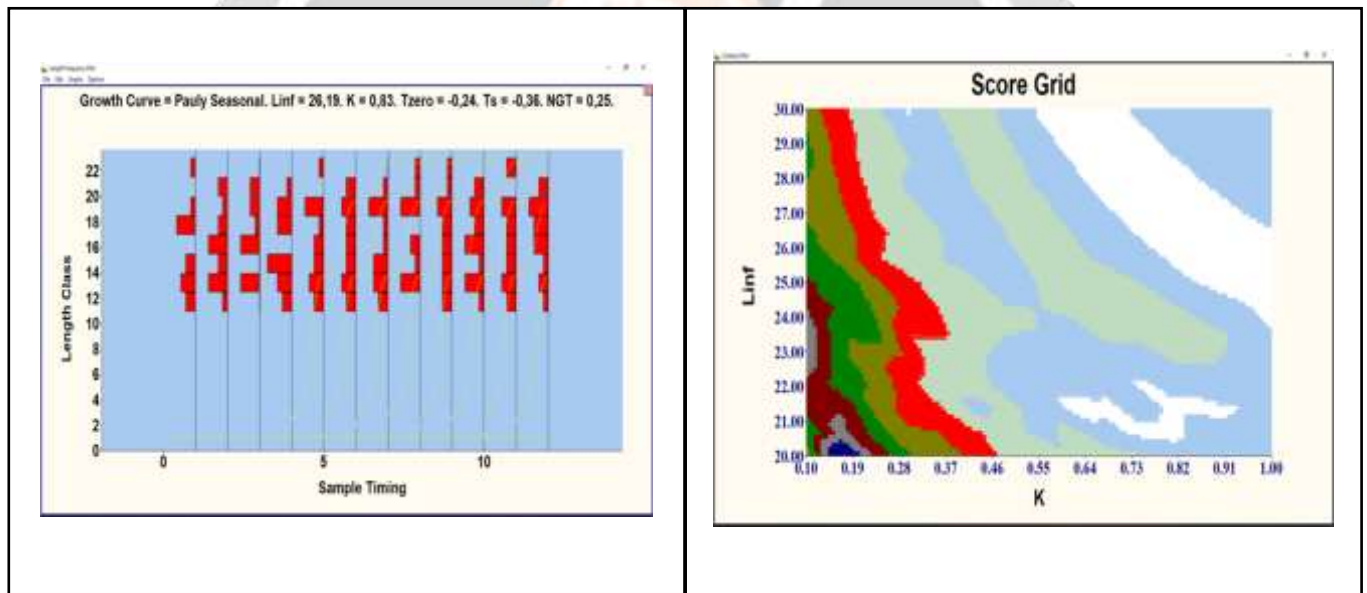 Growth Curve = Pauly Seasonal. Linf = 26,19. K = 0,83. Tzero = -0,24. Ts = -0,36. NGT = 0,25.
22
20
18
16
14
12
10
8
6
4
2
0
Length Class
0 5 10
Sample Timing
Score Grid
30.00
29.00
28.00
27.00
26.00
25.00
24.00
23.00
22.00
21.00
20.00
Linf
0.10 0.19 0.28 0.37 0.46 0.55 0.64 0.73 0.82 0.91 1.00
K